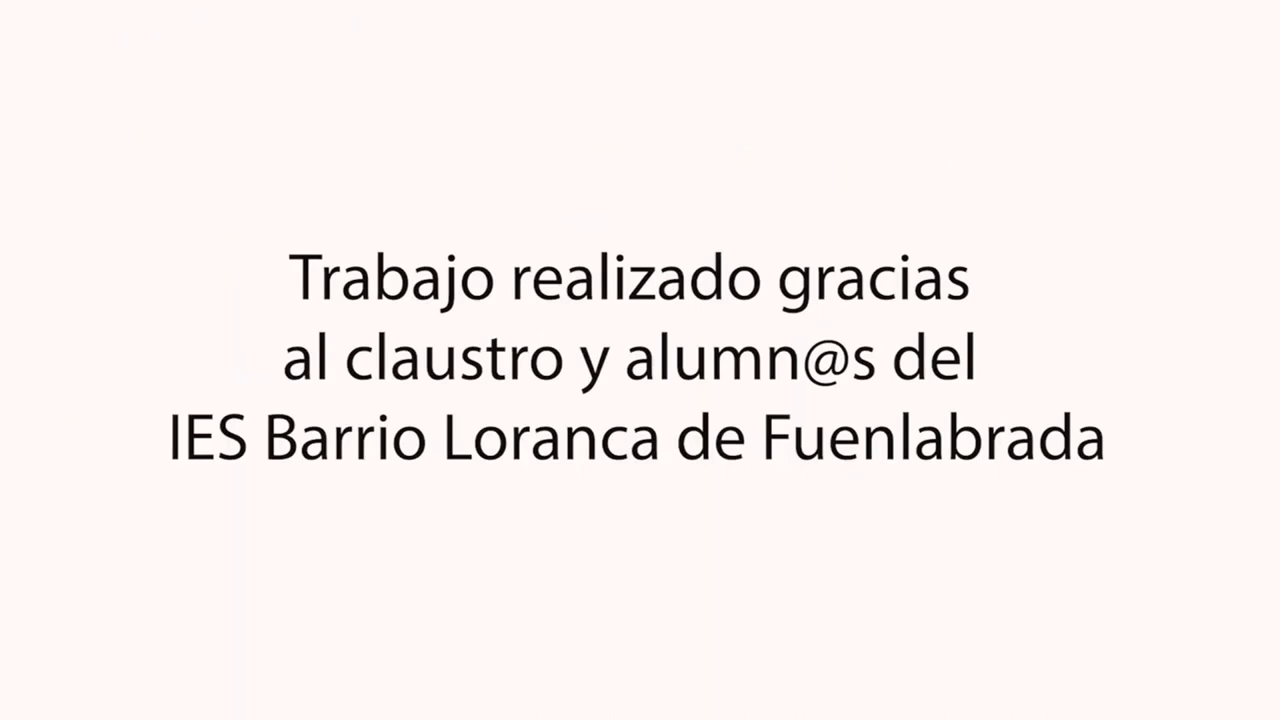 Trabajo realizado gracias
al claustro y alumn@s del
IES Barrio Loranca de Fuenlabrada